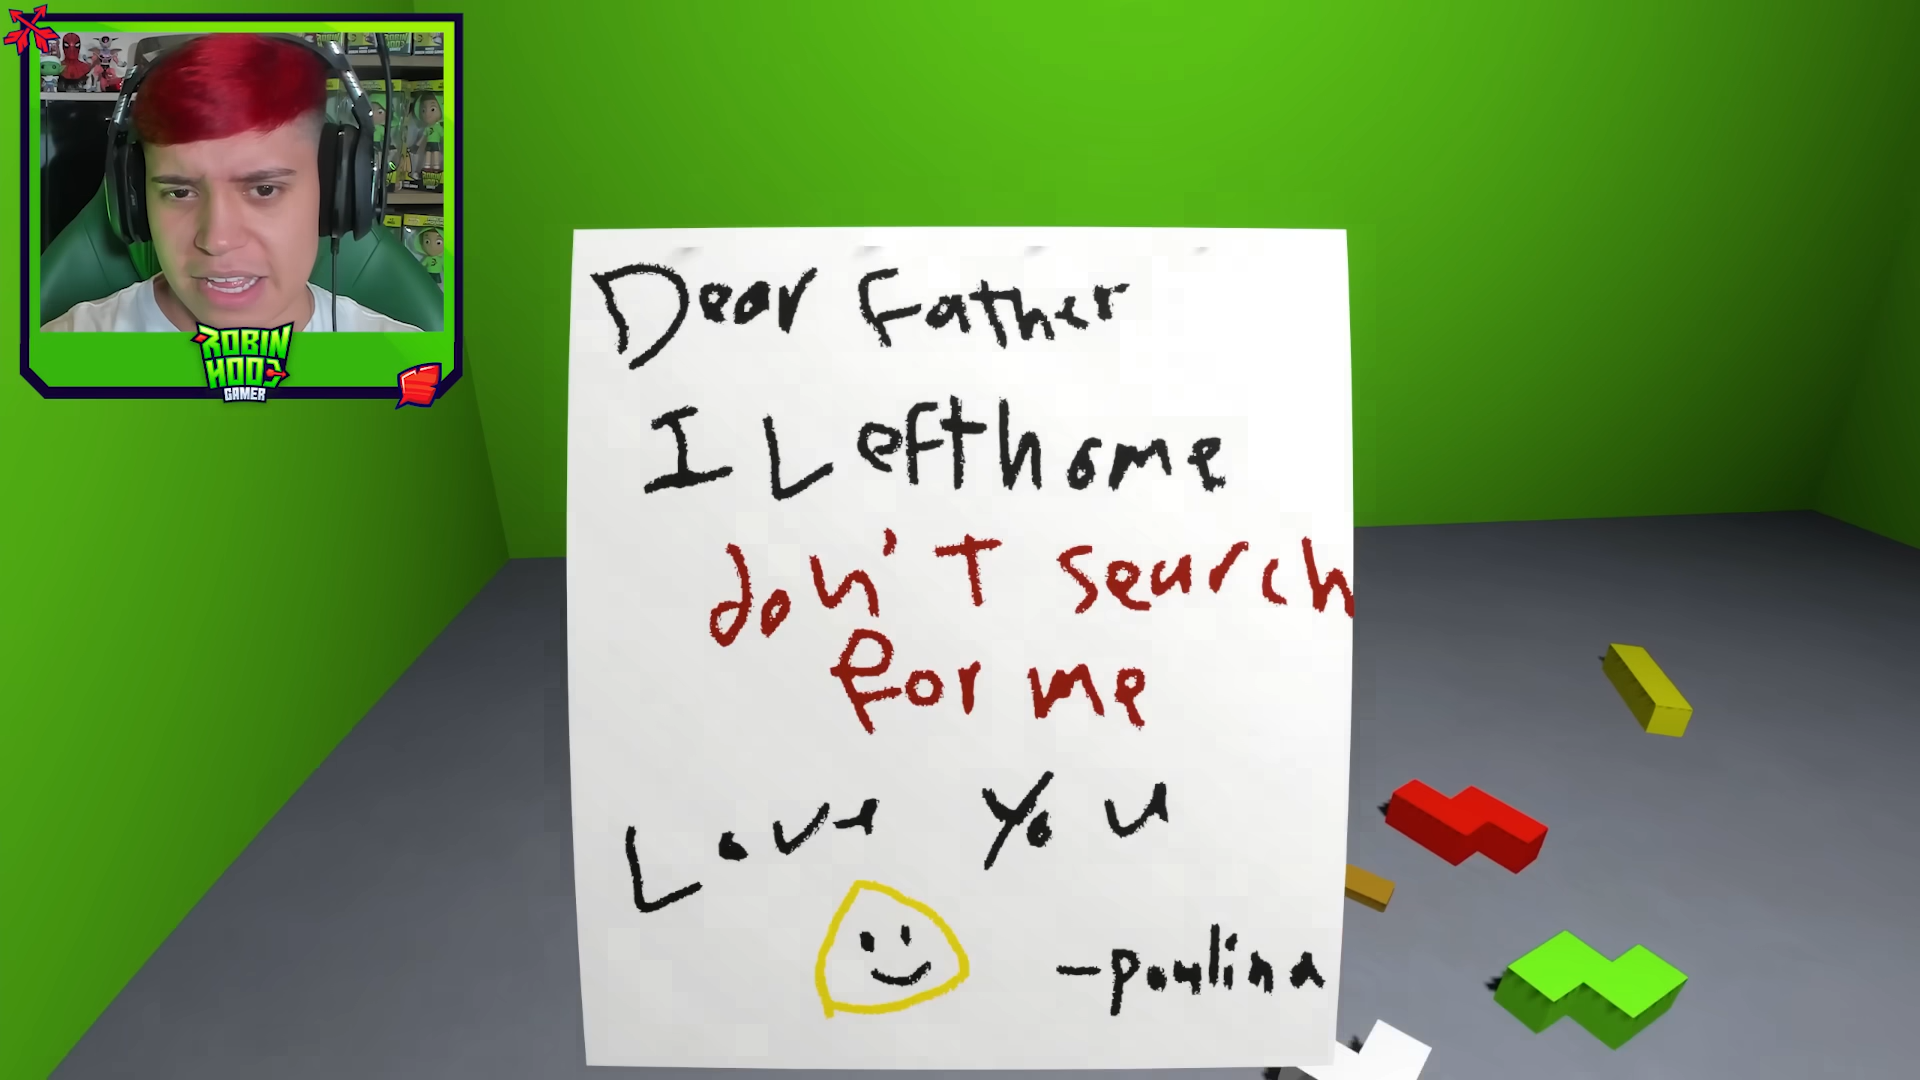 ROBIN
HOOD
GAMER
Dear Father
I Left home
don't search
for me
Love You
-paulina